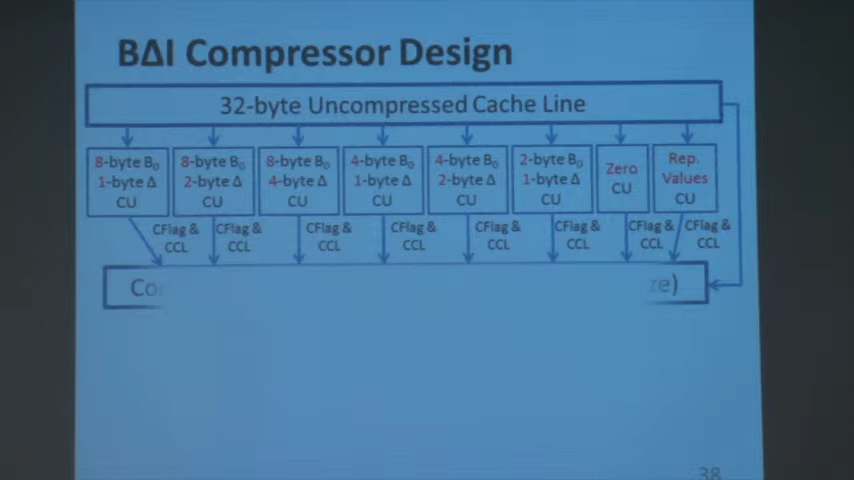 BΔI Compressor Design
32-byte Uncompressed Cache Line
8-byte B₀
1-byte Δ
CU
8-byte B₀
2-byte Δ
CU
8-byte B₀
4-byte Δ
CU
4-byte B₀
1-byte Δ
CU
4-byte B₀
2-byte Δ
CU
2-byte B₀
1-byte Δ
CU
Zero
CU
Rep.
Values
CU
CFlag &
CCL
CFlag &
CCL
CFlag &
CCL
CFlag &
CCL
CFlag &
CCL
CFlag &
CCL
CFlag &
CCL
CFlag &
CCL
38